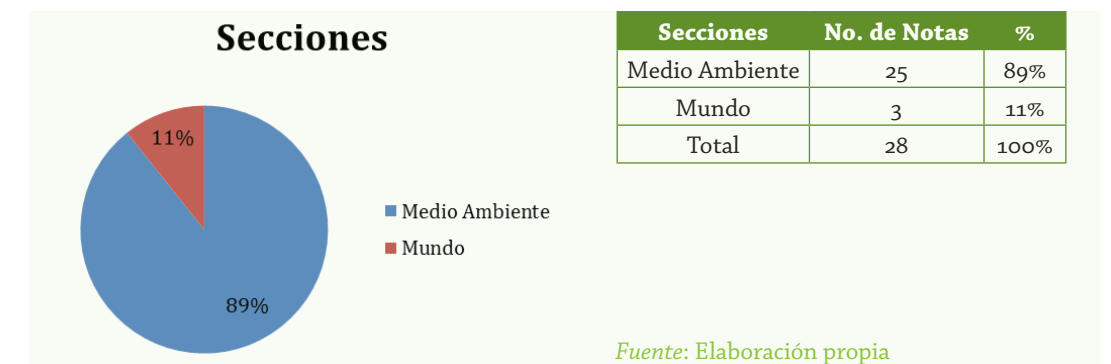 Secciones
11%
89%
Medio Ambiente
Mundo
Secciones No. de Notas %
Medio Ambiente 25 89%
Mundo 3 11%
Total 28 100%
Fuente: Elaboración propia